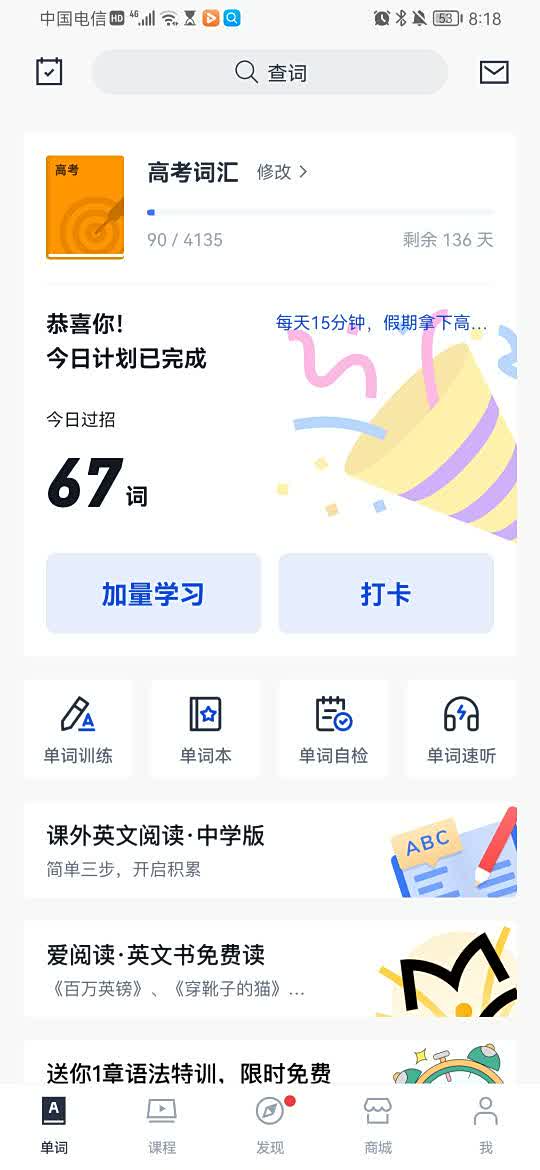 中国电信 HD 4G 53 8:18
查词
高考
高考词汇 修改
90 / 4135 剩余 136 天
恭喜你！
每天15分钟，假期拿下高...
今日计划已完成
今日过招
67 词
加量学习 打卡
单词训练 单词本 单词自检 单词速听
课外英文阅读·中学版
简单三步，开启积累
ABC
爱阅读·英文书免费读
《百万英镑》、《穿靴子的猫》...
送你1章语法特训，限时免费
单词 课程 发现 商城 我